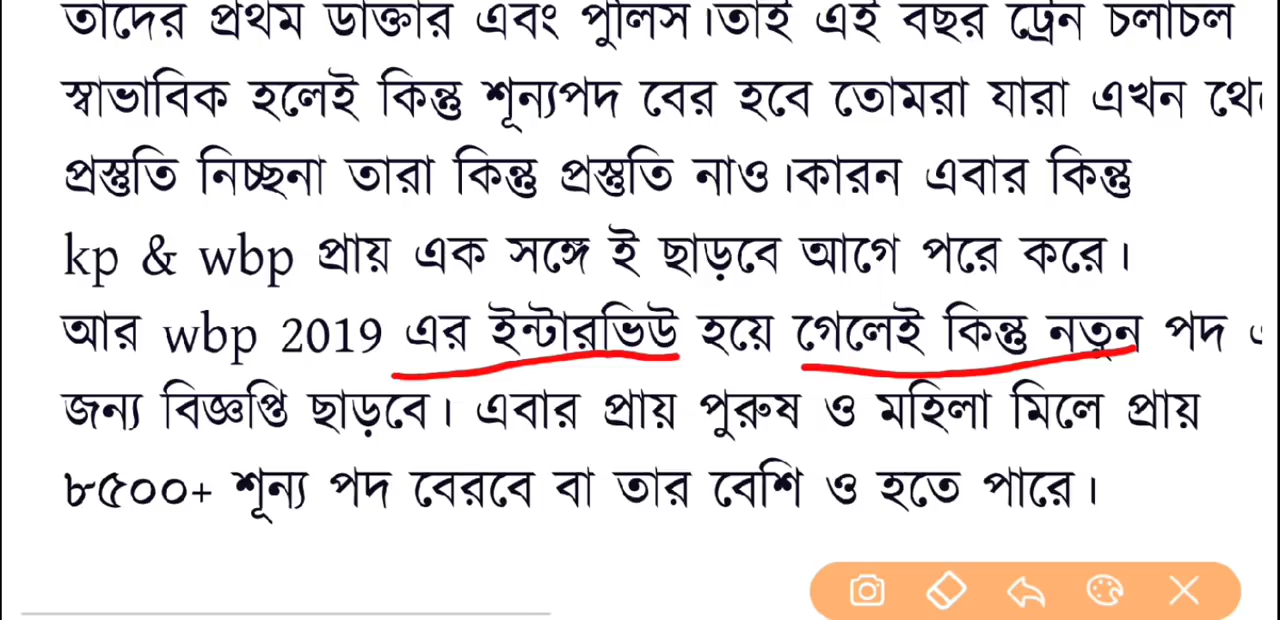 তাদের প্রথম ডাক্তার এবং পুলিস।তাই এই বছর ট্রেন চলাচল
স্বাভাবিক হলেই কিন্তু শূন্যপদ বের হবে তোমরা যারা এখন
প্রস্তুতি নিচ্ছনা তারা কিন্তু প্রস্তুতি নাও।কারন এবার কিন্তু
kp & wbp প্রায় এক সঙ্গে ই ছাড়বে আগে পরে করে।
আর wbp 2019 এর ইন্টারভিউ হয়ে গেলেই কিন্তু নতুন পদ
জন্য বিজ্ঞপ্তি ছাড়বে। এবার প্রায় পুরুষ ও মহিলা মিলে প্রায়
৮৫০০+ শূন্য পদ বেরবে বা তার বেশি ও হতে পারে।